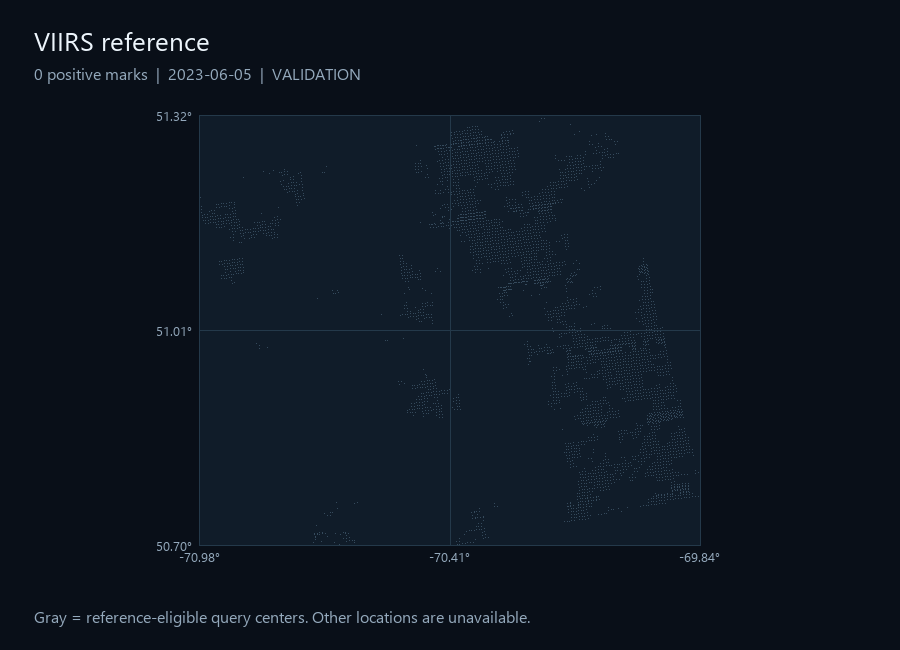 VIIRS reference
0 positive marks | 2023-06-05 | VALIDATION
51.32°
51.01°
50.70°
-70.98°
-70.41°
-69.84°
Gray = reference-eligible query centers. Other locations are unavailable.